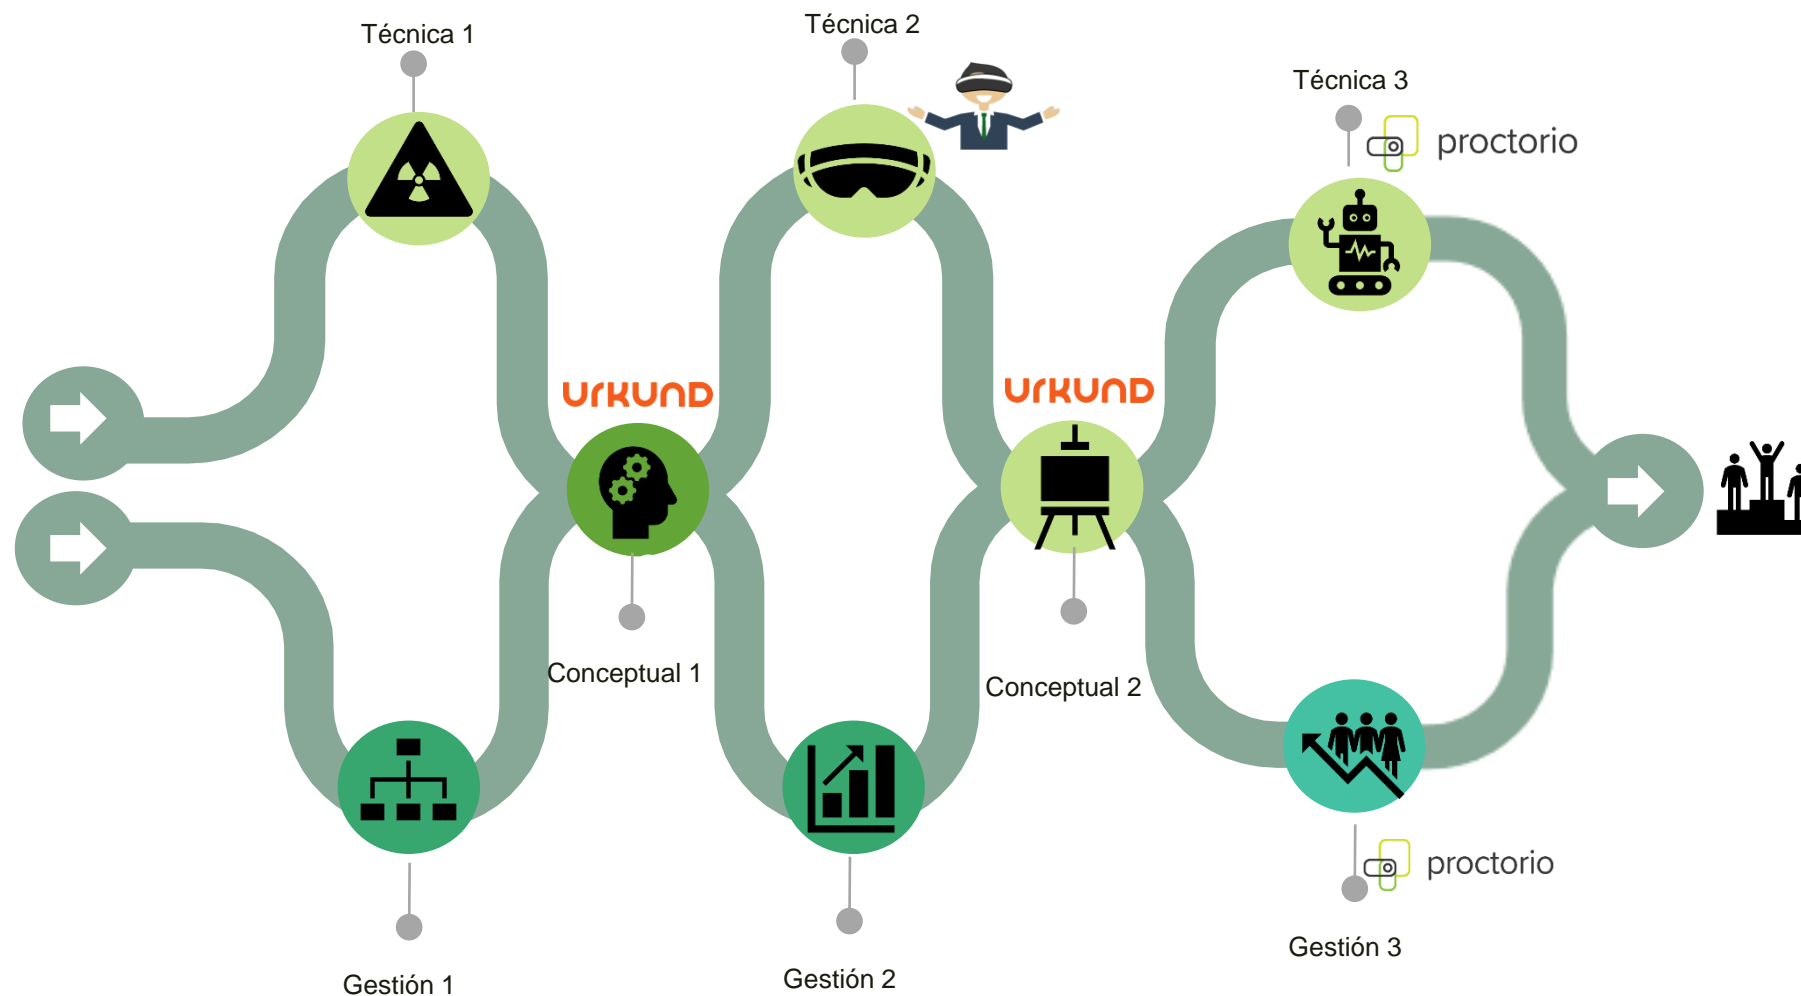 Técnica 1
Técnica 2
Técnica 3
proctorio
urkund
urkund
Conceptual 1
Conceptual 2
proctorio
Gestión 1
Gestión 2
Gestión 3